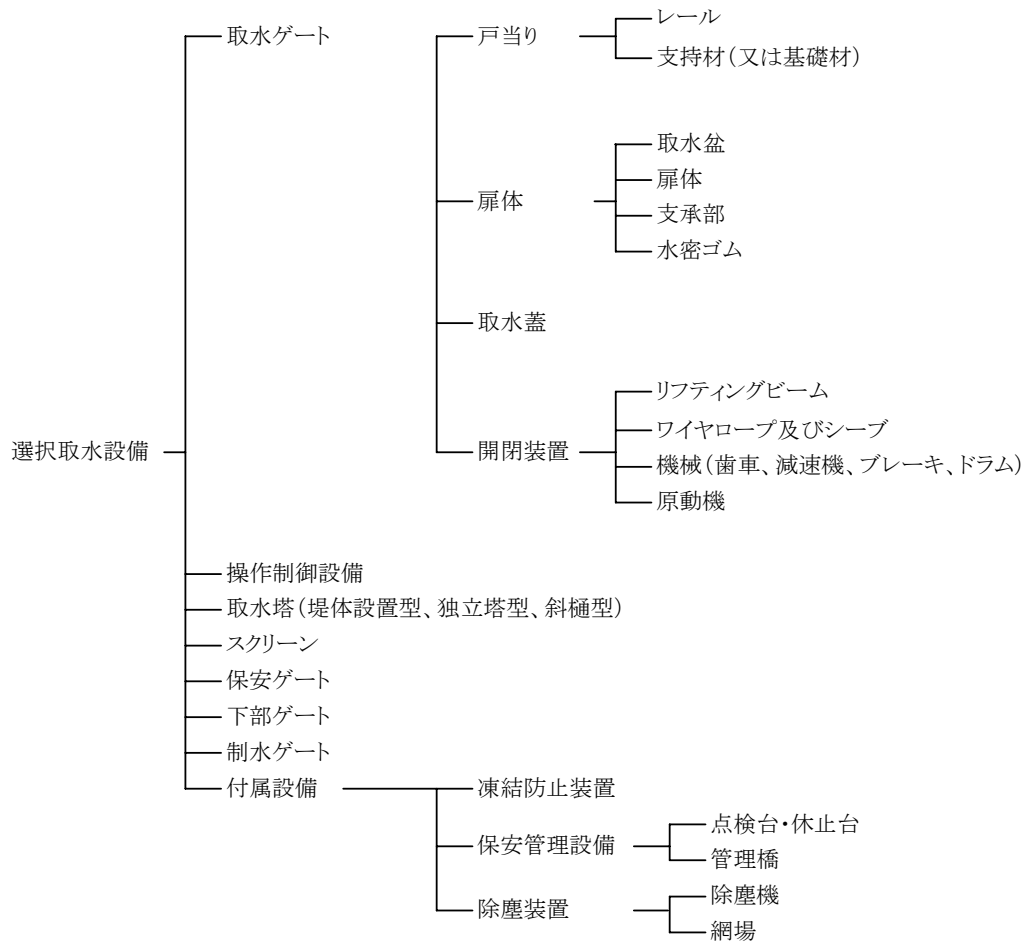 取水ゲート
戸当り
レール
支持材(又は基礎材)
扉体
取水盆
扉体
支承部
水密ゴム
取水蓋
選択取水設備
開閉装置
リフティングビーム
ワイヤロープ及びシーブ
機械(歯車、減速機、ブレーキ、ドラム)
原動機
操作制御設備
取水塔(堤体設置型、独立塔型、斜樋型)
スクリーン
保安ゲート
下部ゲート
制水ゲート
付属設備
凍結防止装置
保安管理設備
点検台・休止台
管理橋
除塵装置
除塵機
網場